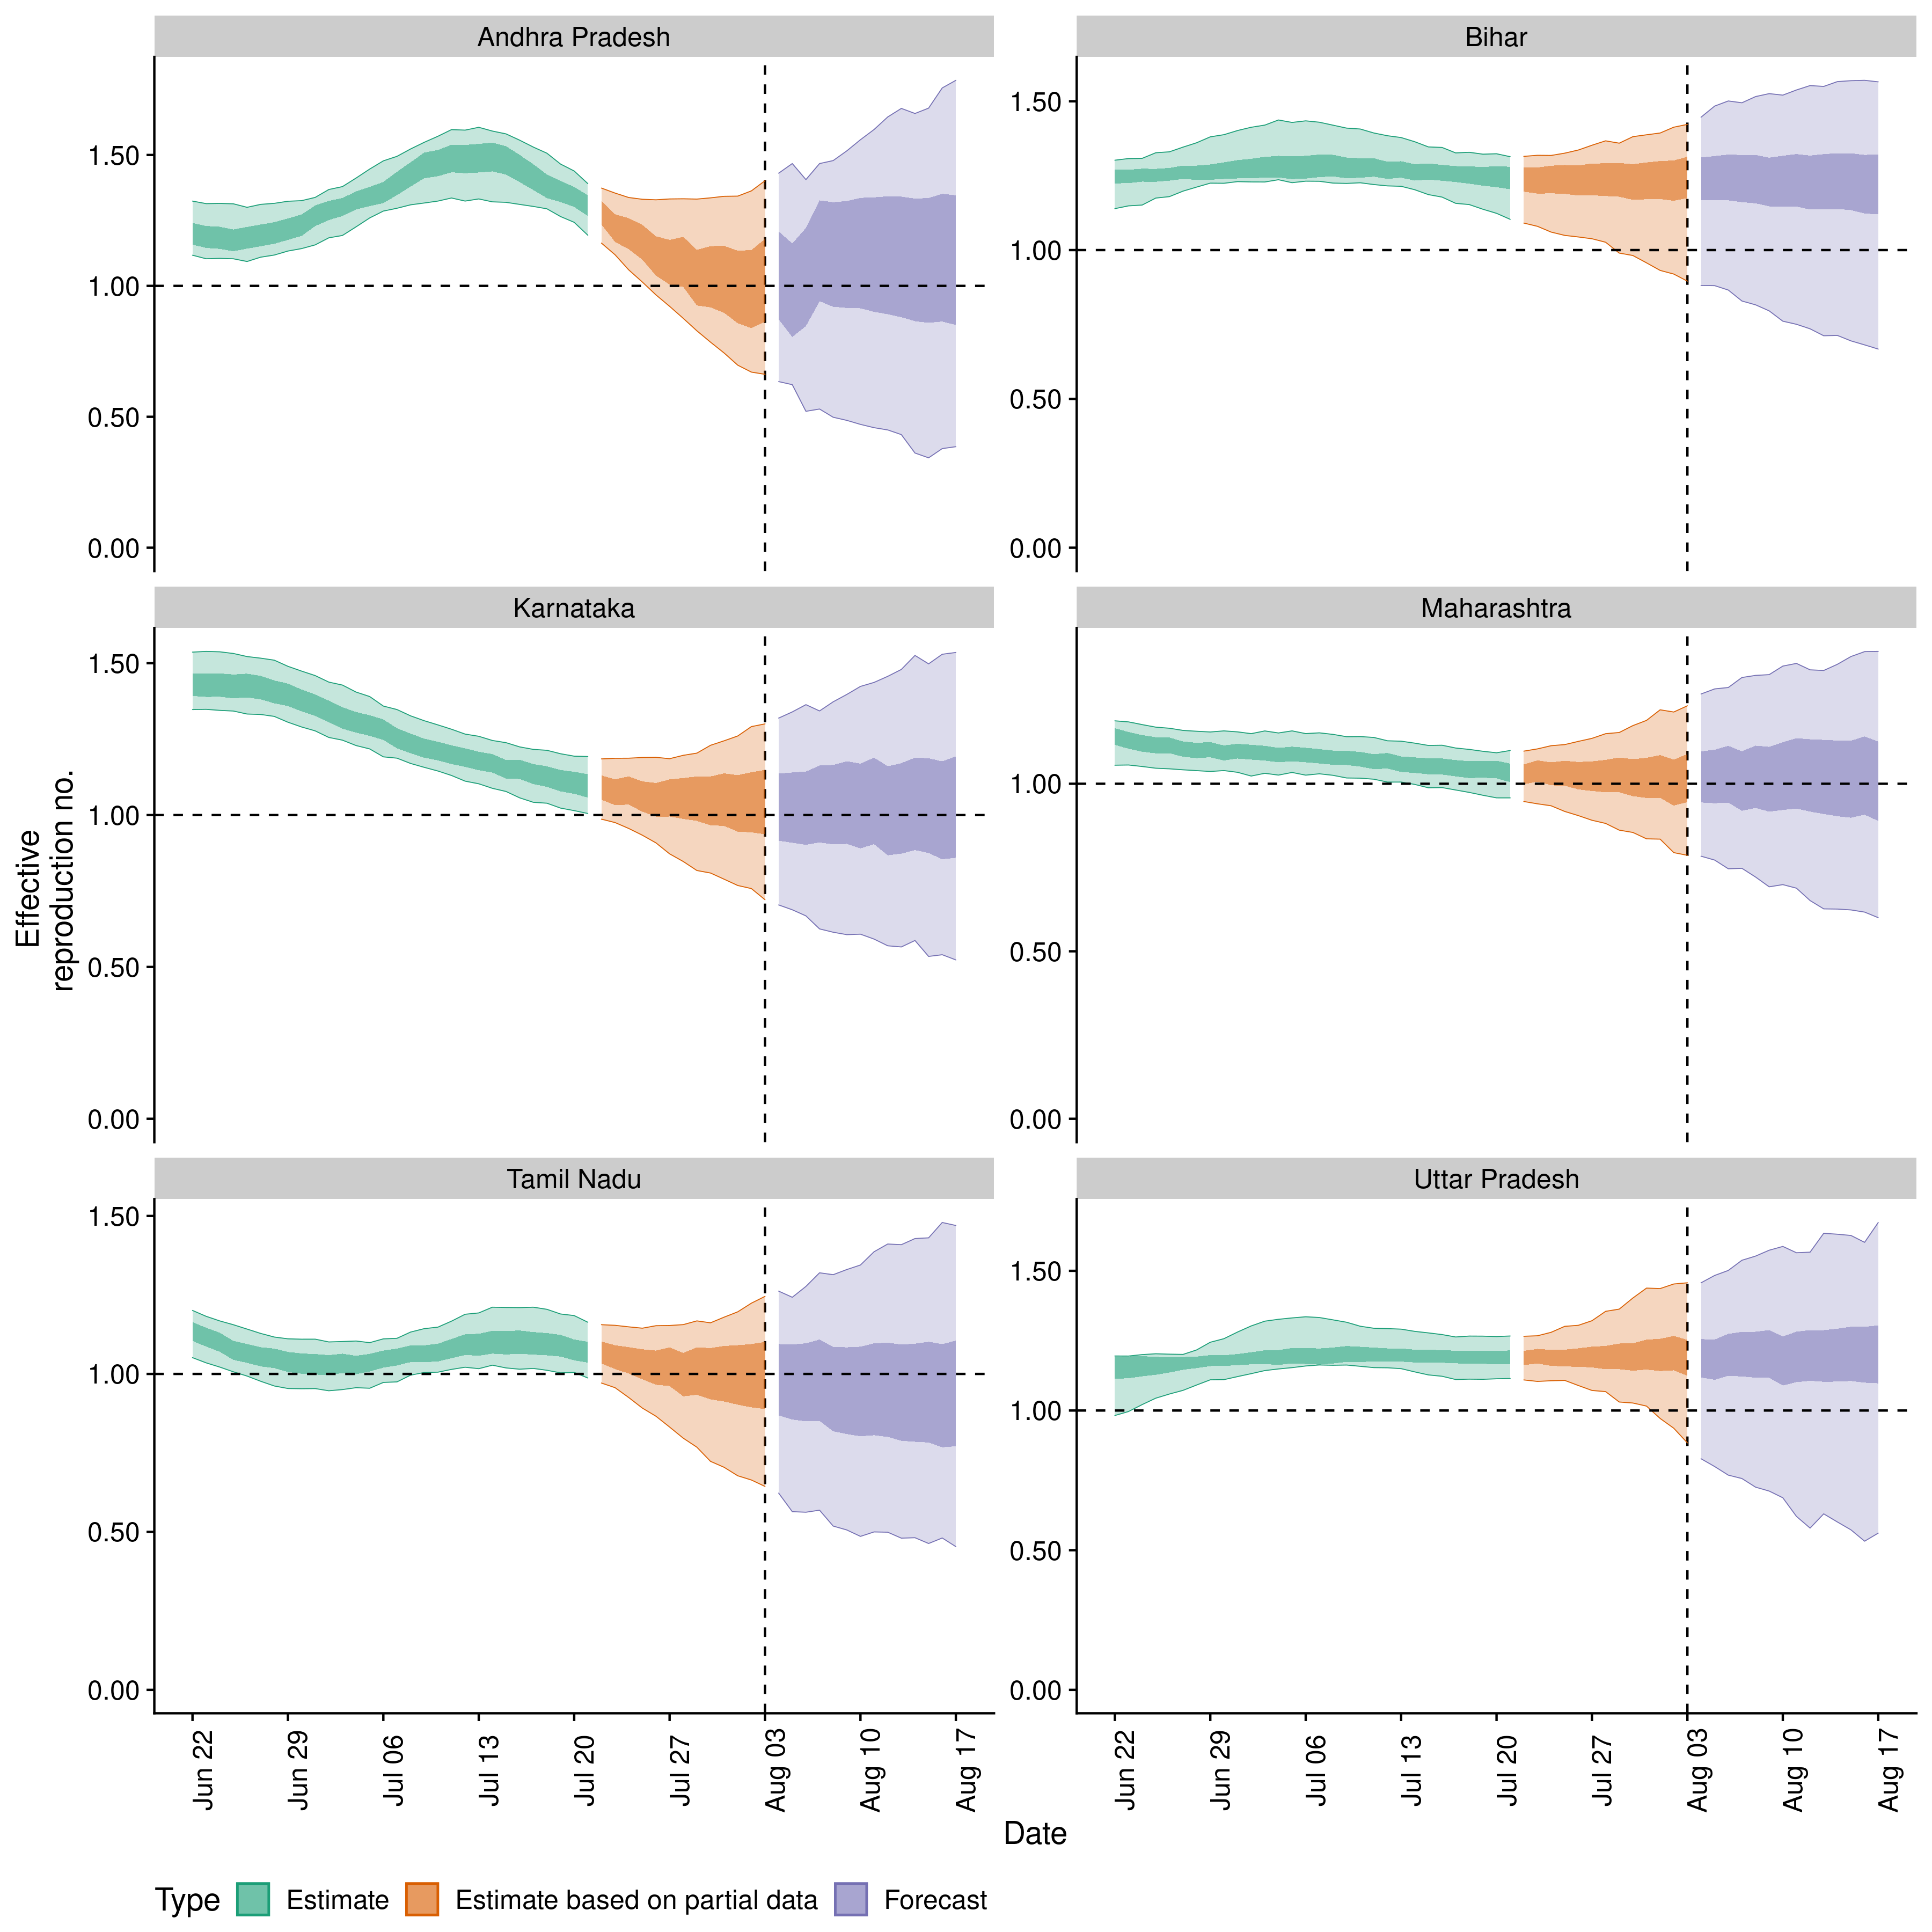 Andhra Pradesh
Bihar
1.50
1.00
0.50
0.00
1.50
1.00
0.50
0.00
Karnataka
Maharashtra
1.50
1.00
0.50
0.00
1.00
0.50
0.00
Tamil Nadu
Uttar Pradesh
1.50
1.00
0.50
0.00
1.50
1.00
0.50
0.00
Effective
reproduction no.
Jun 22
Jun 29
Jul 06
Jul 13
Jul 20
Jul 27
Aug 03
Aug 10
Aug 17
Jun 22
Jun 29
Jul 06
Jul 13
Jul 20
Jul 27
Aug 03
Aug 10
Aug 17
Date
Type Estimate Estimate based on partial data Forecast